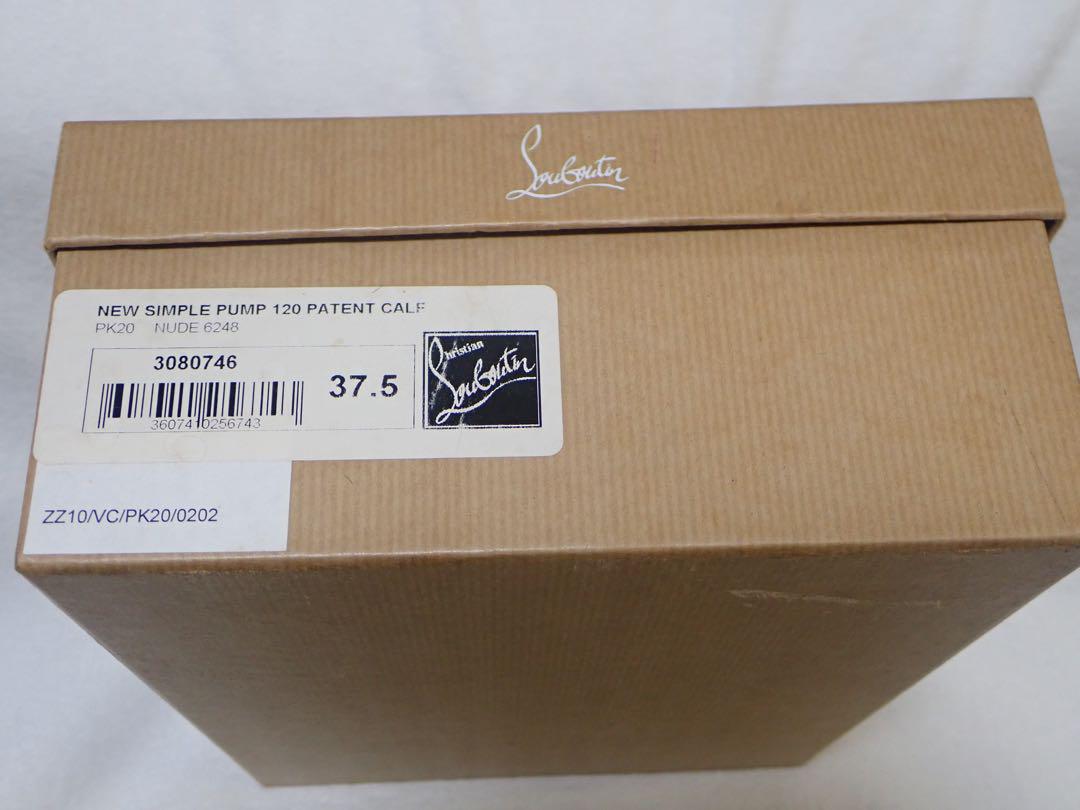 Louboutin
NEW SIMPLE PUMP 120 PATENT CALF
PK20 NUDE 6248
3080746
37.5
3607410256743
Christian
Louboutin
ZZ10/VC/PK20/0202